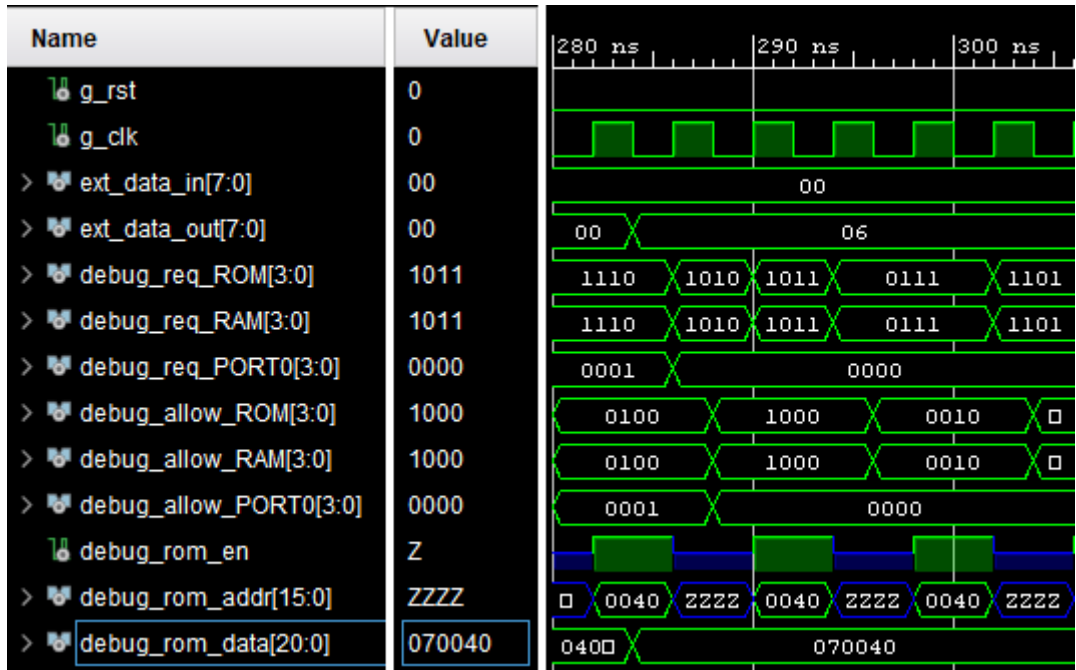 Name Value 280 ns 290 ns 300 ns
g_rst 0
g_clk 0
ext_data_in[7:0] 00 00
ext_data_out[7:0] 00 00 06
debug_req_ROM[3:0] 1011 1110 1010 1011 0111 1101
debug_req_RAM[3:0] 1011 1110 1010 1011 0111 1101
debug_req_PORT0[3:0] 0000 0001 0000
debug_allow_ROM[3:0] 1000 0100 1000 0010
debug_allow_RAM[3:0] 1000 0100 1000 0010
debug_allow_PORT0[3:0] 0000 0001 0000
debug_rom_en Z
debug_rom_addr[15:0] ZZZZ 0040 ZZZZ 0040 ZZZZ 0040 ZZZZ
debug_rom_data[20:0] 070040 040 070040